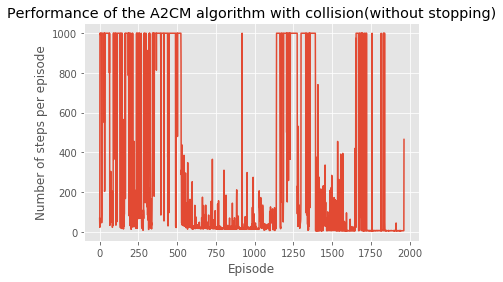 Performance of the A2CM algorithm with collision(without stopping)
1000
800
600
400
200
0
Number of steps per episode
0 250 500 750 1000 1250 1500 1750 2000
Episode